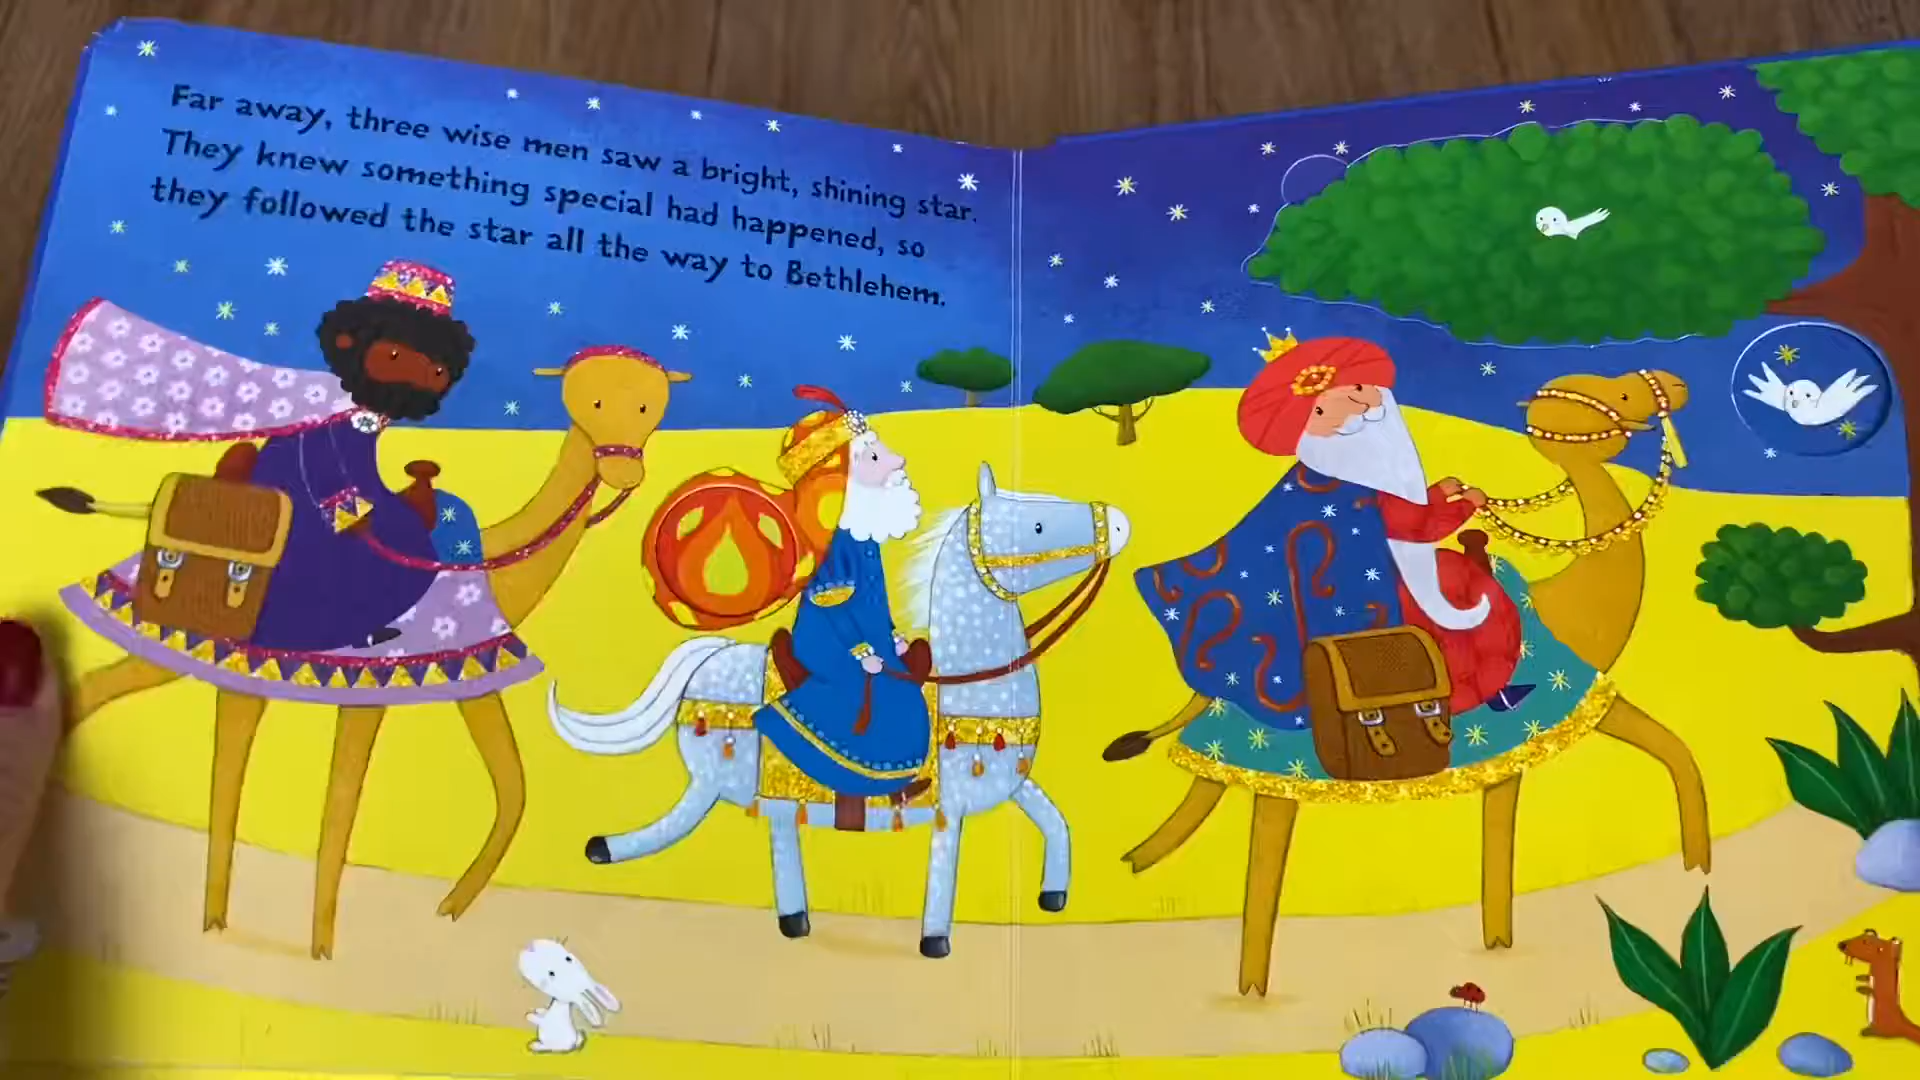 Far away, three wise men saw a bright, shining star.
They knew something special had happened, so
they followed the star all the way to Bethlehem.